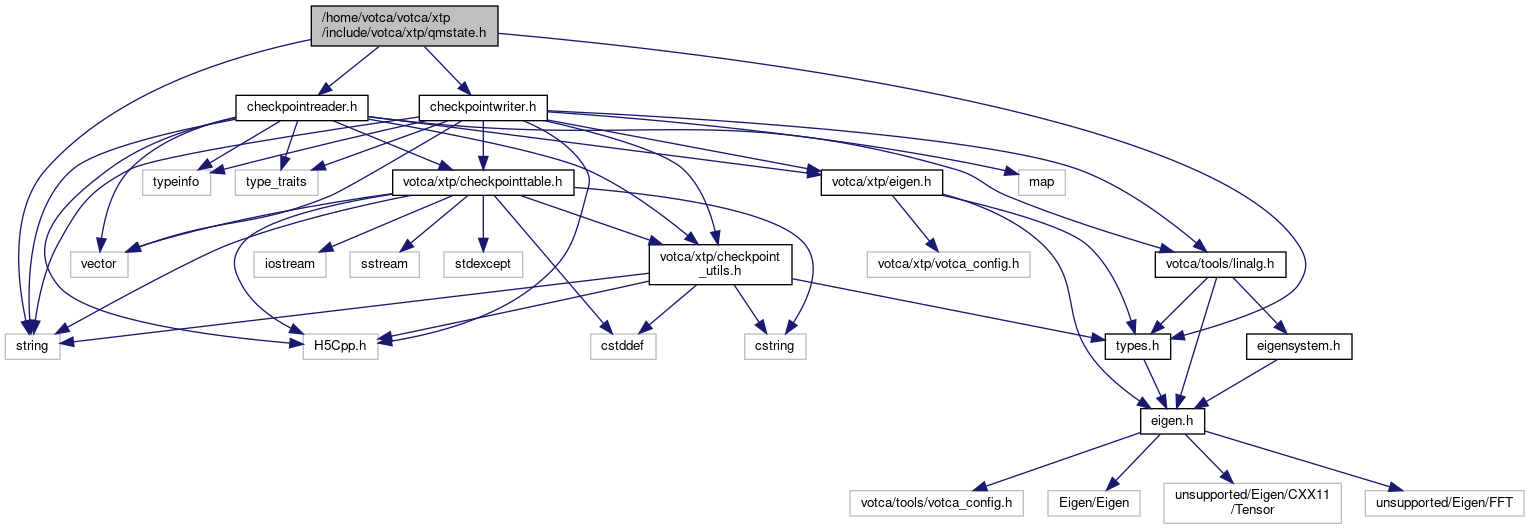 /home/votca/votca/xtp
/include/votca/xtp/qmstate.h
checkpointreader.h
checkpointwriter.h
typeinfo
type_traits
votca/xtp/checkpointtable.h
votca/xtp/eigen.h
map
vector
iostream
sstream
stdexcept
votca/xtp/checkpoint
_utils.h
votca/xtp/votca_config.h
votca/tools/linalg.h
string
H5Cpp.h
cstddef
cstring
types.h
eigensystem.h
eigen.h
votca/tools/votca_config.h
Eigen/Eigen
unsupported/Eigen/CXX11
/Tensor
unsupported/Eigen/FFT